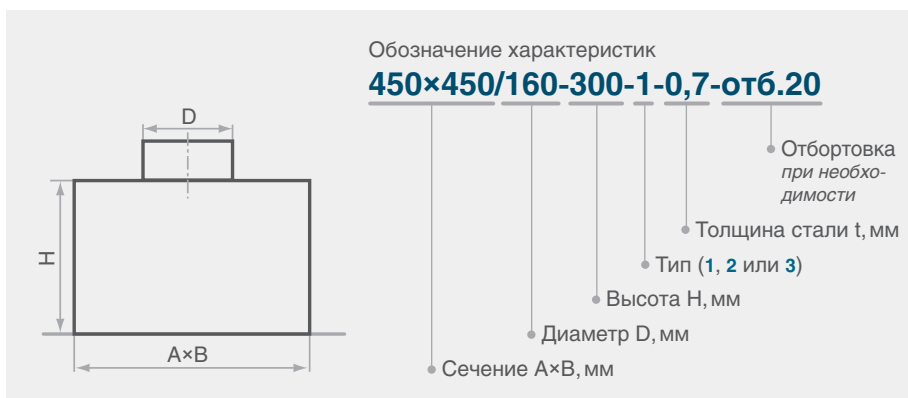 Обозначение характеристик
450×450/160-300-1-0,7-отб.20
D
H
A×B
Отбортовка
при необхо-
димости
Толщина стали t, мм
Тип (1, 2 или 3)
Высота H, мм
Диаметр D, мм
Сечение A×B, мм